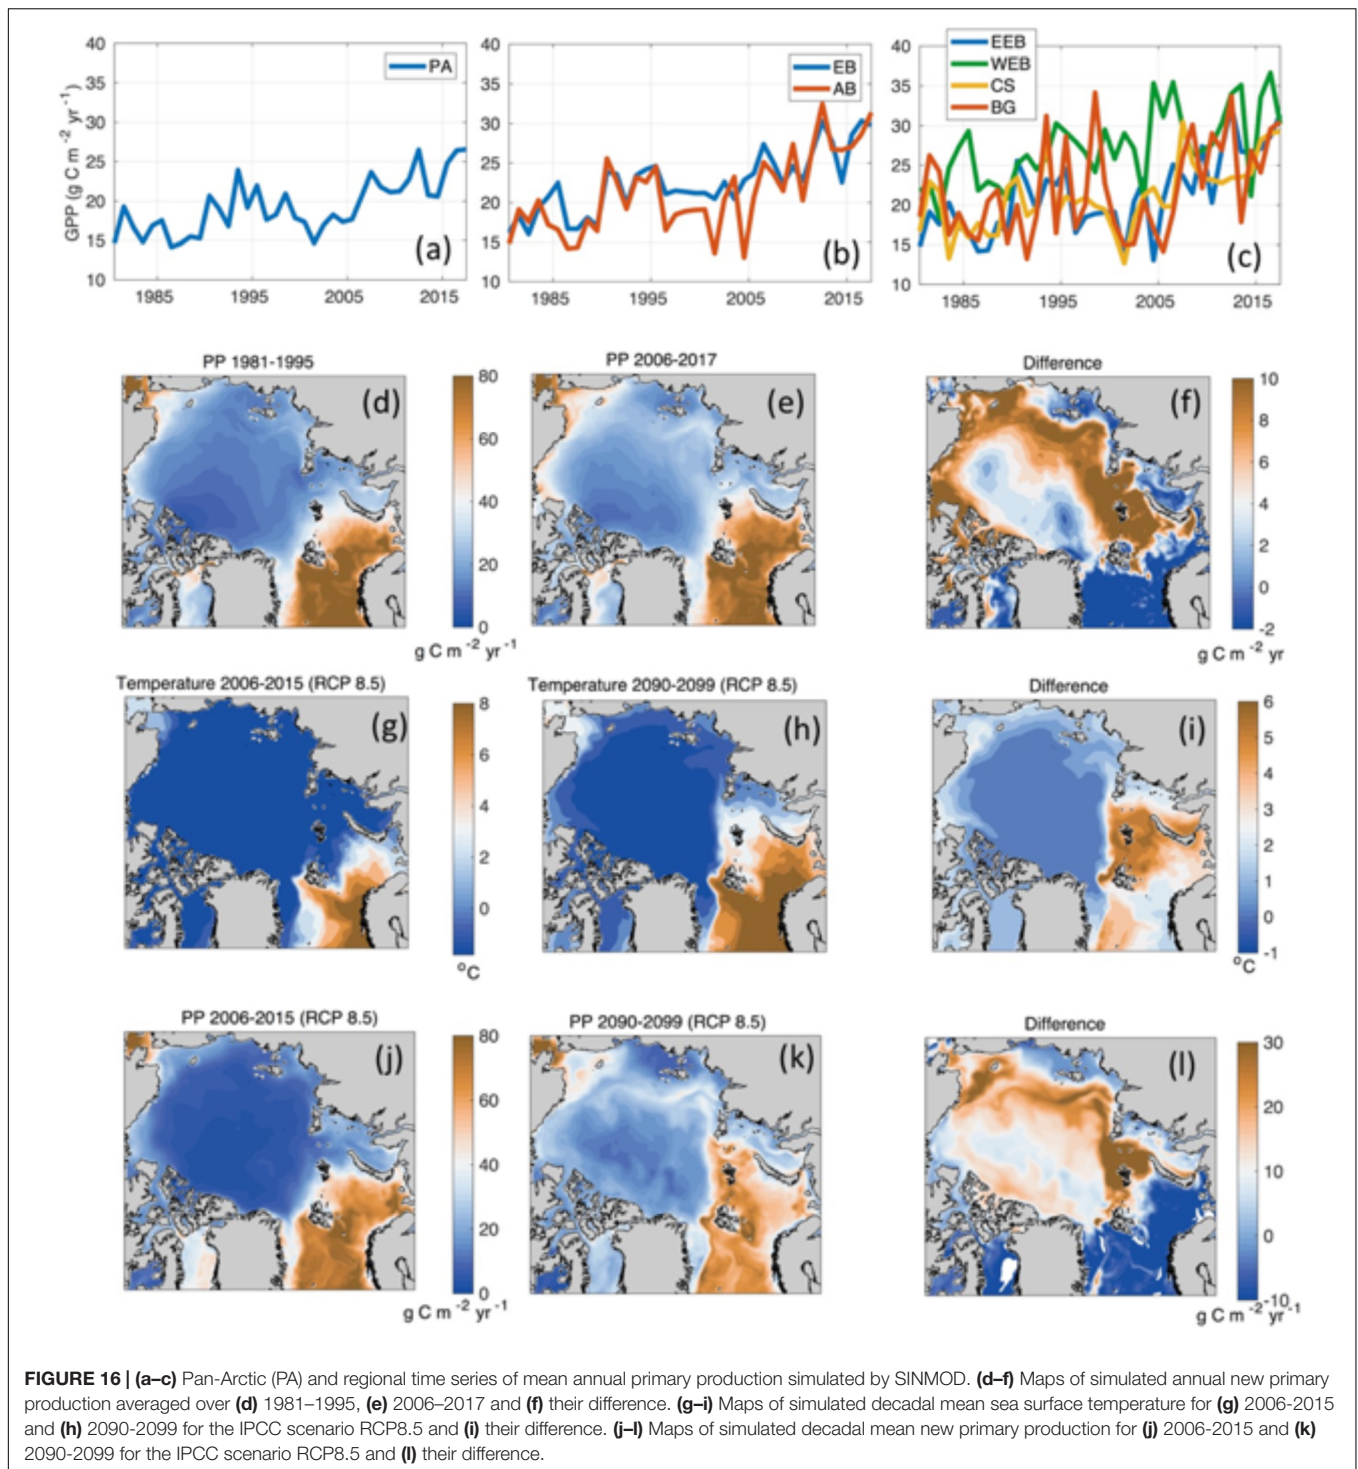 40
35
30
25
20
15
10
GPP (g C m -2 yr-1)
PA
(a)
1985 1995 2005 2015
40
35
30
25
20
15
10
EB
AB
(b)
1985 1995 2005 2015
40
35
30
25
20
15
10
EEB
WEB
CS
BG
(c)
1985 1995 2005 2015
PP 1981-1995
(d)
80
60
40
20
0
g C m -2 yr -1
PP 2006-2017
(e)
Difference
(f)
10
8
6
4
2
0
-2
g C m -2 yr
Temperature 2006-2015 (RCP 8.5)
(g)
8
6
4
2
0
oC
Temperature 2090-2099 (RCP 8.5)
(h)
Difference
(i)
6
5
4
3
2
1
0
-1
oC
PP 2006-2015 (RCP 8.5)
(j)
80
60
40
20
0
g C m -2 yr -1
PP 2090-2099 (RCP 8.5)
(k)
Difference
(l)
30
20
10
0
-10
g C m -2 yr -1
FIGURE 16 | (a–c) Pan-Arctic (PA) and regional time series of mean annual primary production simulated by SINMOD. (d–f) Maps of simulated annual new primary
production averaged over (d) 1981–1995, (e) 2006–2017 and (f) their difference. (g–i) Maps of simulated decadal mean sea surface temperature for (g) 2006-2015
and (h) 2090-2099 for the IPCC scenario RCP8.5 and (i) their difference. (j–l) Maps of simulated decadal mean new primary production for (j) 2006-2015 and (k)
2090-2099 for the IPCC scenario RCP8.5 and (l) their difference.